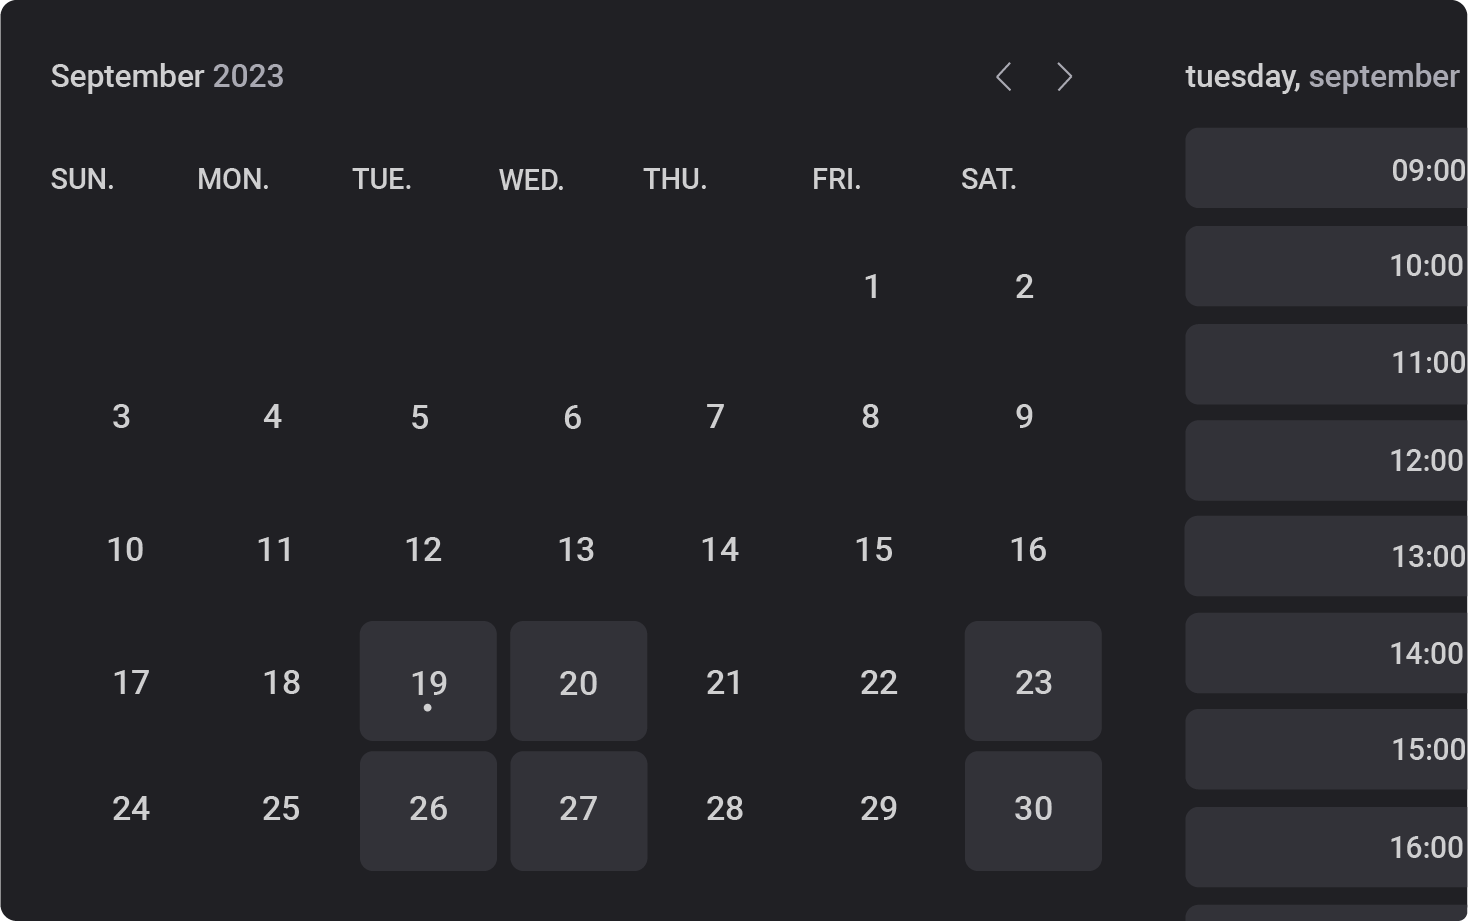 September 2023
SUN. MON. TUE. WED. THU. FRI. SAT.
1 2
3 4 5 6 7 8 9
10 11 12 13 14 15 16
17 18 19 20 21 22 23
24 25 26 27 28 29 30
tuesday, september
09:00
10:00
11:00
12:00
13:00
14:00
15:00
16:00